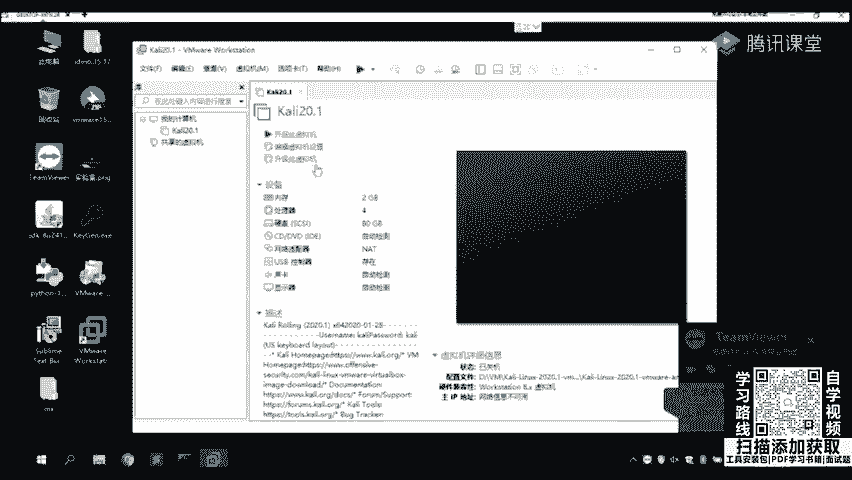 腾讯课堂
Kali20.1 - VMware Workstation
文件(F) 编辑(E) 查看(V) 虚拟机(M) 选项卡(T) 帮助(H)
库
在此处键入内容进行搜索
我的计算机
Kali20.1
共享的虚拟机
Kali20.1
Kali20.1
开启此虚拟机
编辑虚拟机设置
升级此虚拟机
设备
内存 2 GB
处理器 4
硬盘 (SCSI) 80 GB
CD/DVD (IDE) 自动检测
网络适配器 NAT
USB 控制器 存在
声卡 自动检测
显示器 自动检测
描述
Kali Rolling (2020.1) x64
2020-01-28
Username: kali
Password: kali
(US keyboard layout)
* Kali Homepage:
https://www.kali.org/
* VM
Homepage:
https://www.offensive-
security.com/kali-linux-vmware-virtualbox-
image-download/
* Documentation:
https://www.kali.org/docs/
* Forum/Support:
https://forums.kali.org/
* Kali Tools:
https://tools.kali.org/
* Bug Tracker:
虚拟机详细信息
状态: 已关机
配置文件: D:\VM\Kali-Linux-2020.1-vm...\Kali-Linux-2020.1-vmware-am
硬件兼容性: Workstation 8.x 虚拟机
主 IP 地址: 网络信息不可用
此电脑
回收站
TeamViewer
实验集.png
KeyGen.exe
python-3...
VMware ...
Sublime
Text Bui...
VMware
Workstati...
TeamViewer
学习路线
自学视频
扫描添加获取
工具安装包|PDF学习书籍|面试题